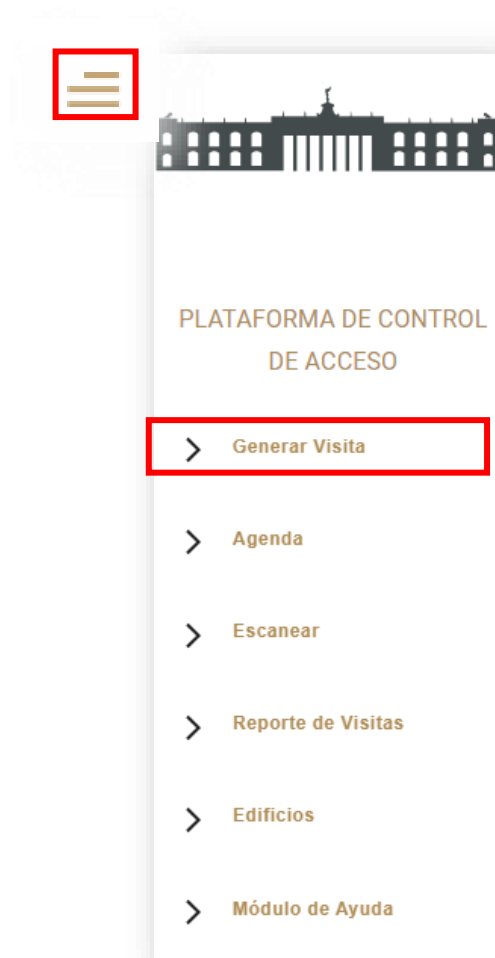 PLATAFORMA DE CONTROL
DE ACCESO
Generar Visita
Agenda
Escanear
Reporte de Visitas
Edificios
Módulo de Ayuda